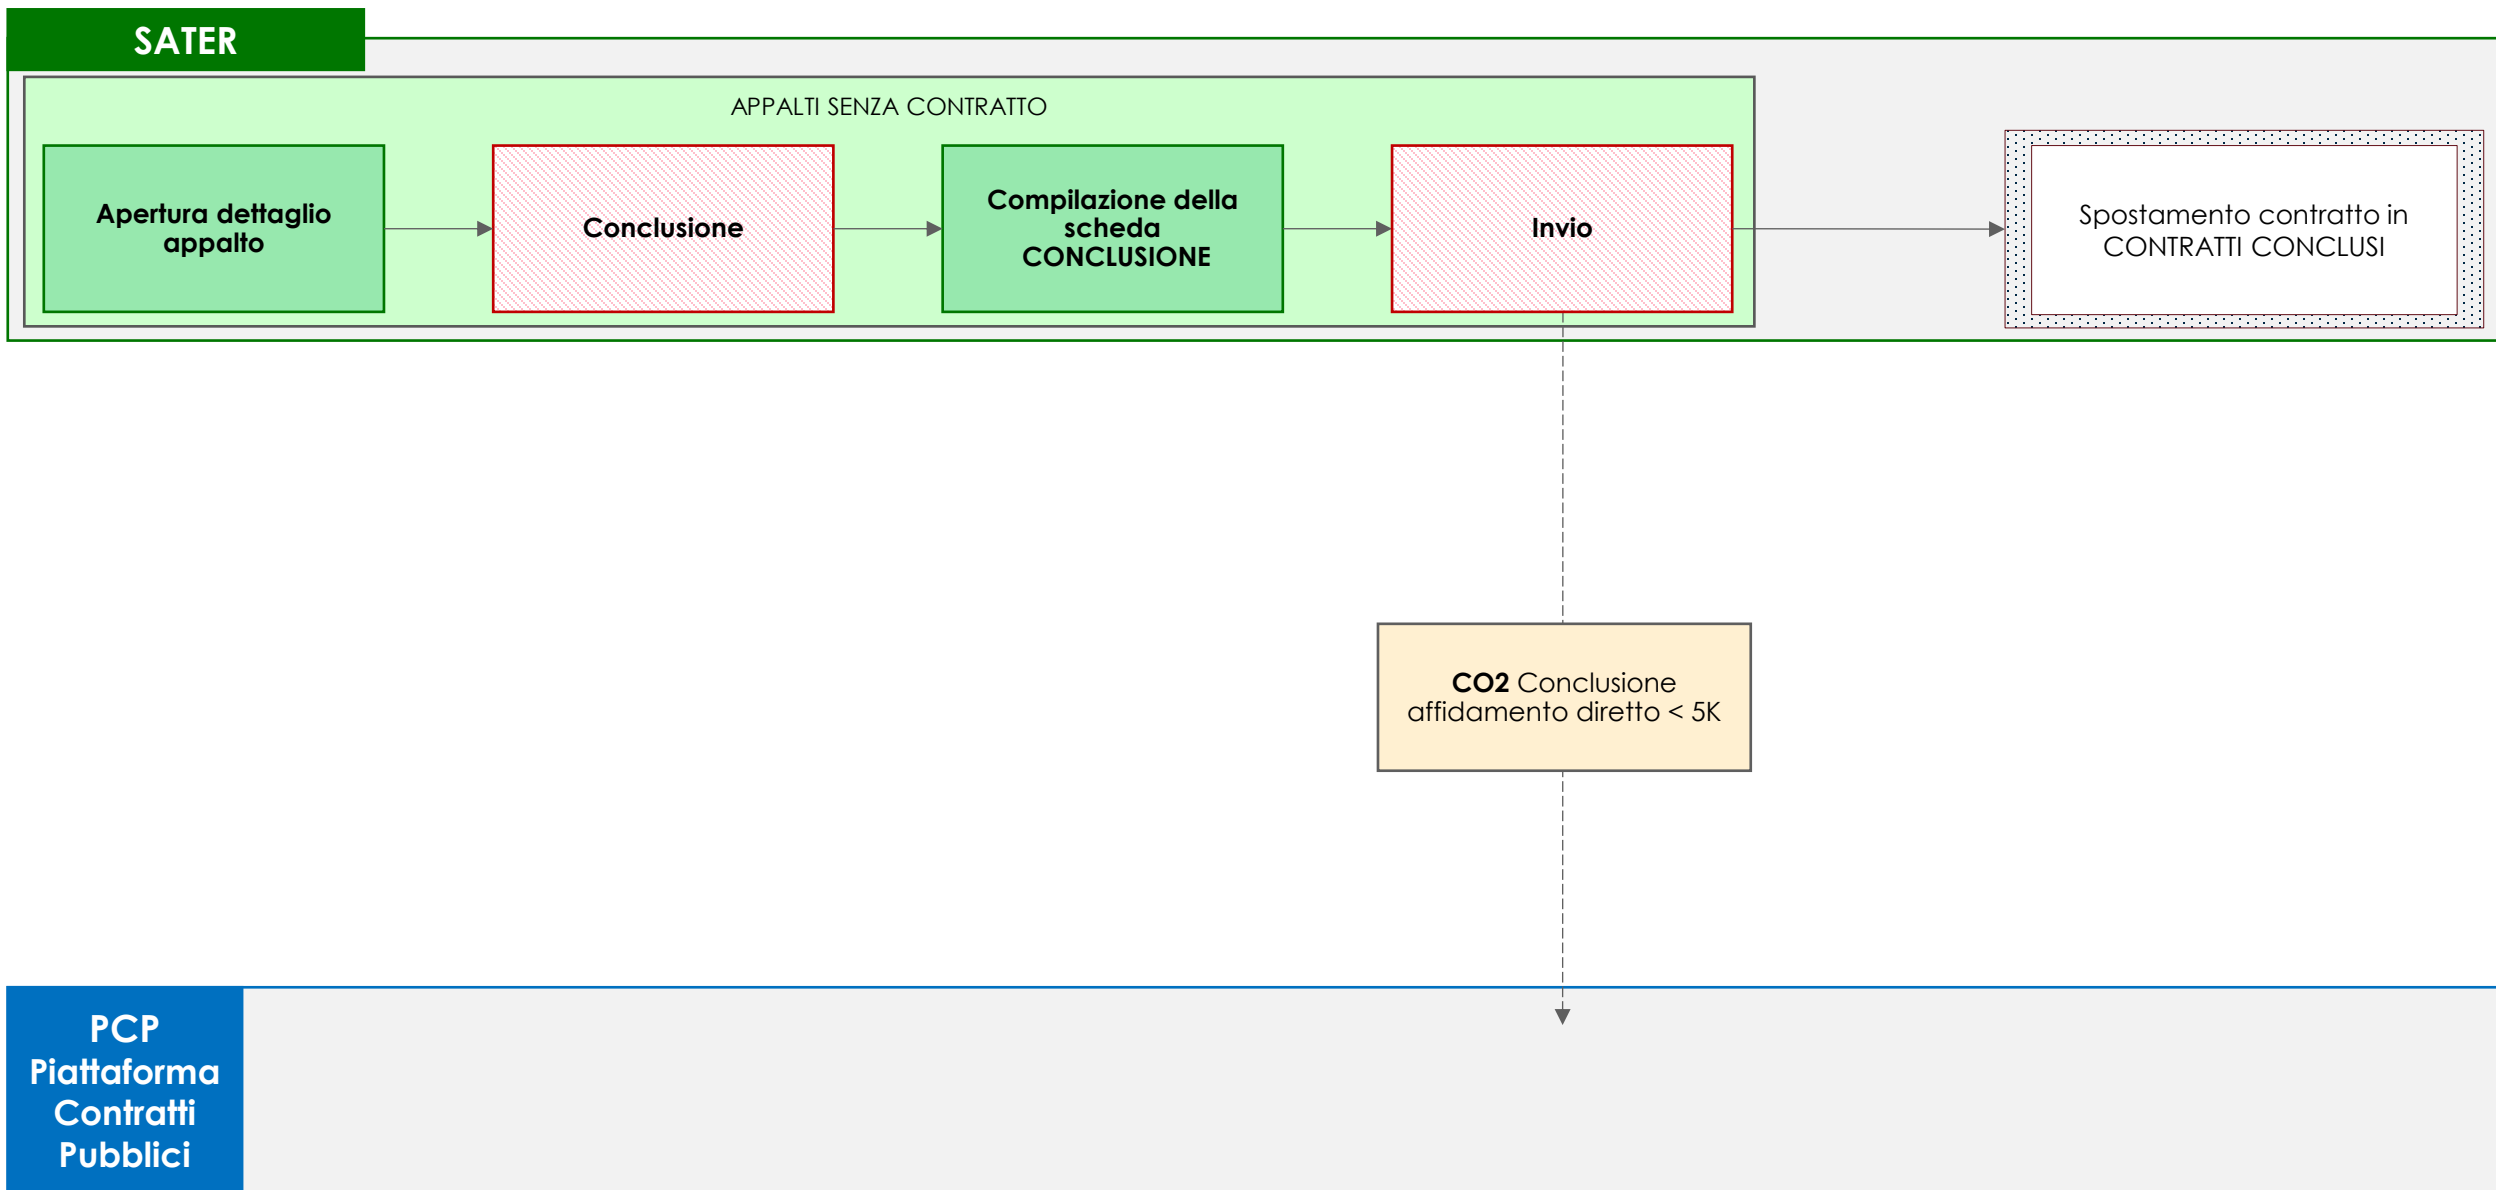 SATER
APPALTI SENZA CONTRATTO
Apertura dettaglio
appalto
Conclusione
Compilazione della
scheda
CONCLUSIONE
Invio
Spostamento contratto in
CONTRATTI CONCLUSI
CO2 Conclusione
affidamento diretto < 5K
PCP
Piattaforma
Contratti
Pubblici